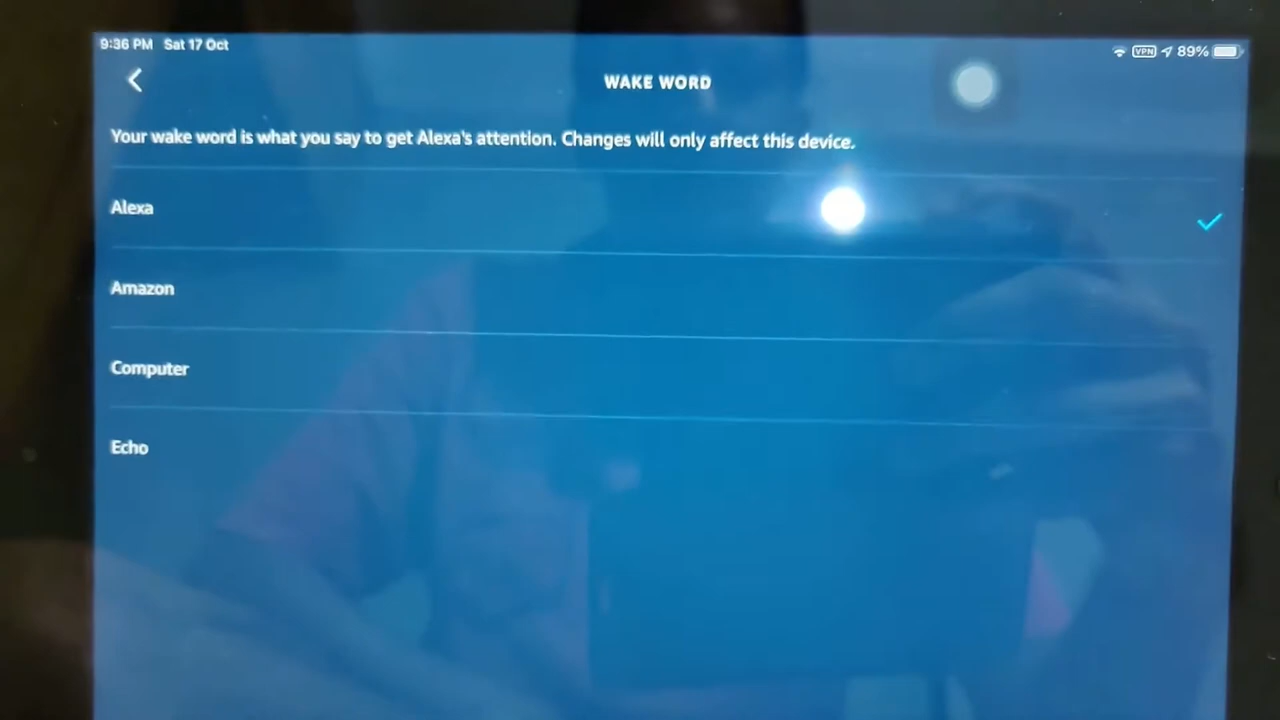 9:36 PM Sat 17 Oct
VPN 89%
WAKE WORD
Your wake word is what you say to get Alexa's attention. Changes will only affect this device.
Alexa
Amazon
Computer
Echo